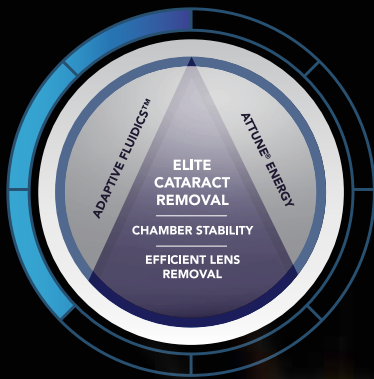 ADAPTIVE FLUIDICS™
ATTUNE® ENERGY
ELITE
CATARACT
REMOVAL
CHAMBER STABILITY
EFFICIENT LENS
REMOVAL